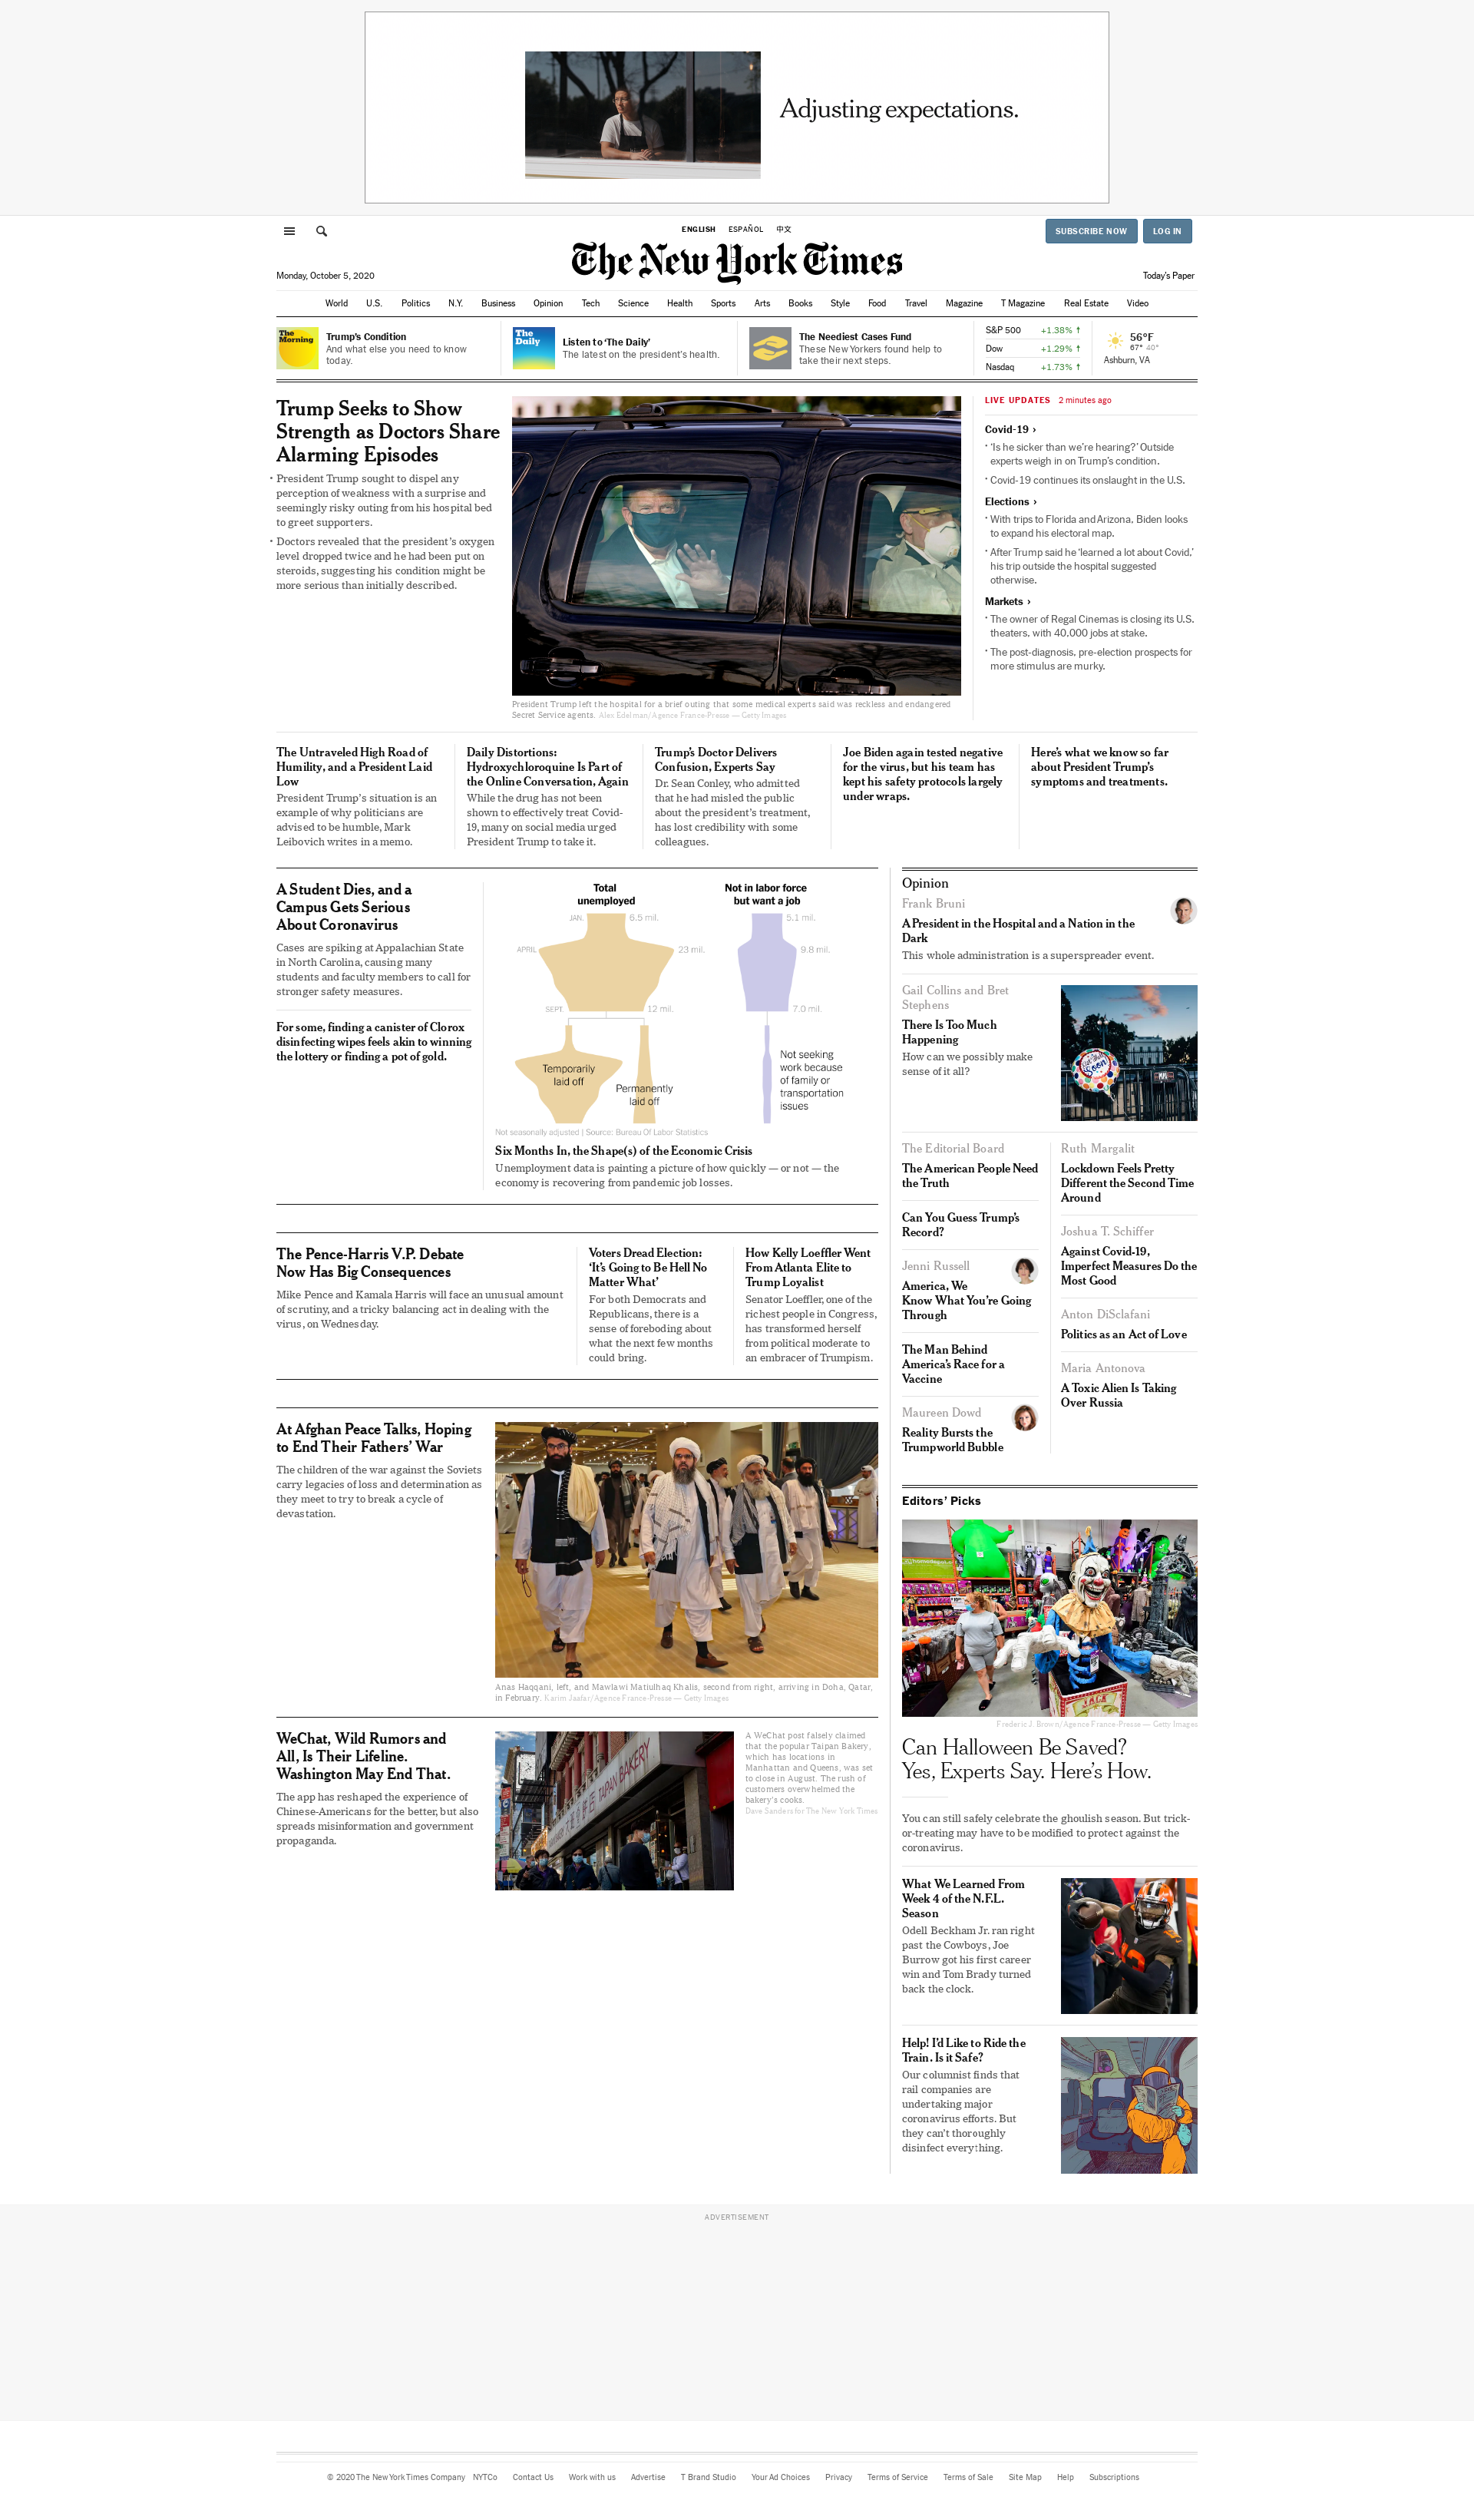 Adjusting expectations.
ENGLISH ESPAÑOL 中文
SUBSCRIBE NOW LOG IN
The New York Times
Monday, October 5, 2020
Today's Paper
World U.S. Politics N.Y. Business Opinion Tech Science Health Sports Arts Books Style Food Travel Magazine T Magazine Real Estate Video
The
Morning
Trump's Condition
And what else you need to know
today.
The
Daily
Listen to 'The Daily'
The latest on the president's health.
The Neediest Cases Fund
These New Yorkers found help to
take their next steps.
S&P 500 +1.38% ↑
Dow +1.29% ↑
Nasdaq +1.73% ↑
56°F
67° 40°
Ashburn, VA
Trump Seeks to Show
Strength as Doctors Share
Alarming Episodes
• President Trump sought to dispel any
perception of weakness with a surprise and
seemingly risky outing from his hospital bed
to greet supporters.
• Doctors revealed that the president's oxygen
level dropped twice and he had been put on
steroids, suggesting his condition might be
more serious than initially described.
President Trump left the hospital for a brief outing that some medical experts said was reckless and endangered
Secret Service agents. Alex Edelman/Agence France-Presse — Getty Images
LIVE UPDATES 2 minutes ago
Covid-19 ›
• 'Is he sicker than we're hearing?' Outside
experts weigh in on Trump's condition.
• Covid-19 continues its onslaught in the U.S.
Elections ›
• With trips to Florida and Arizona, Biden looks
to expand his electoral map.
• After Trump said he 'learned a lot about Covid,'
his trip outside the hospital suggested
otherwise.
Markets ›
• The owner of Regal Cinemas is closing its U.S.
theaters, with 40,000 jobs at stake.
• The post-diagnosis, pre-election prospects for
more stimulus are murky.
The Untraveled High Road of
Humility, and a President Laid
Low
President Trump's situation is an
example of why politicians are
advised to be humble, Mark
Leibovich writes in a memo.
Daily Distortions:
Hydroxychloroquine Is Part of
the Online Conversation, Again
While the drug has not been
shown to effectively treat Covid-
19, many on social media urged
President Trump to take it.
Trump's Doctor Delivers
Confusion, Experts Say
Dr. Sean Conley, who admitted
that he had misled the public
about the president's treatment,
has lost credibility with some
colleagues.
Joe Biden again tested negative
for the virus, but his team has
kept his safety protocols largely
under wraps.
Here's what we know so far
about President Trump's
symptoms and treatments.
A Student Dies, and a
Campus Gets Serious
About Coronavirus
Cases are spiking at Appalachian State
in North Carolina, causing many
students and faculty members to call for
stronger safety measures.
For some, finding a canister of Clorox
disinfecting wipes feels akin to winning
the lottery or finding a pot of gold.
Total
unemployed
Not in labor force
but want a job
JAN. 6.5 mil. 5.1 mil.
APRIL 23 mil. 9.8 mil.
SEPT. 12 mil. 7.0 mil.
Temporarily
laid off
Permanently
laid off
Not seeking
work because
of family or
transportation
issues
Not seasonally adjusted | Source: Bureau Of Labor Statistics
Six Months In, the Shape(s) of the Economic Crisis
Unemployment data is painting a picture of how quickly — or not — the
economy is recovering from pandemic job losses.
The Pence-Harris V.P. Debate
Now Has Big Consequences
Mike Pence and Kamala Harris will face an unusual amount
of scrutiny, and a tricky balancing act in dealing with the
virus, on Wednesday.
Voters Dread Election:
'It's Going to Be Hell No
Matter What'
For both Democrats and
Republicans, there is a
sense of foreboding about
what the next few months
could bring.
How Kelly Loeffler Went
From Atlanta Elite to
Trump Loyalist
Senator Loeffler, one of the
richest people in Congress,
has transformed herself
from political moderate to
an embracer of Trumpism.
At Afghan Peace Talks, Hoping
to End Their Fathers' War
The children of the war against the Soviets
carry legacies of loss and determination as
they meet to try to break a cycle of
devastation.
Anas Haqqani, left, and Mawlawi Matiulhaq Khalis, second from right, arriving in Doha, Qatar,
in February. Karim Jaafar/Agence France-Presse — Getty Images
WeChat, Wild Rumors and
All, Is Their Lifeline.
Washington May End That.
The app has reshaped the experience of
Chinese-Americans for the better, but also
spreads misinformation and government
propaganda.
TAIPAN BAKERY
A WeChat post falsely claimed
that the popular Taipan Bakery,
which has locations in
Manhattan and Queens, was set
to close in August. The rush of
customers overwhelmed the
bakery's cooks.
Dave Sanders for The New York Times
Opinion
Frank Bruni
A President in the Hospital and a Nation in the
Dark
This whole administration is a superspreader event.
Gail Collins and Bret
Stephens
There Is Too Much
Happening
How can we possibly make
sense of it all?
Soon
The Editorial Board
The American People Need
the Truth
Can You Guess Trump's
Record?
Jenni Russell
America, We
Know What You're Going
Through
The Man Behind
America's Race for a
Vaccine
Maureen Dowd
Reality Bursts the
Trumpworld Bubble
Ruth Margalit
Lockdown Feels Pretty
Different the Second Time
Around
Joshua T. Schiffer
Against Covid-19,
Imperfect Measures Do the
Most Good
Anton DiSclafani
Politics as an Act of Love
Maria Antonova
A Toxic Alien Is Taking
Over Russia
Editors' Picks
Frederic J. Brown/Agence France-Presse — Getty Images
Can Halloween Be Saved?
Yes, Experts Say. Here's How.
You can still safely celebrate the ghoulish season. But trick-
or-treating may have to be modified to protect against the
coronavirus.
What We Learned From
Week 4 of the N.F.L.
Season
Odell Beckham Jr. ran right
past the Cowboys, Joe
Burrow got his first career
win and Tom Brady turned
back the clock.
Help! I'd Like to Ride the
Train. Is it Safe?
Our columnist finds that
rail companies are
undertaking major
coronavirus efforts. But
they can't thoroughly
disinfect everything.
NEWS
ADVERTISEMENT
© 2020 The New York Times Company NYTCo Contact Us Work with us Advertise T Brand Studio Your Ad Choices Privacy Terms of Service Terms of Sale Site Map Help Subscriptions